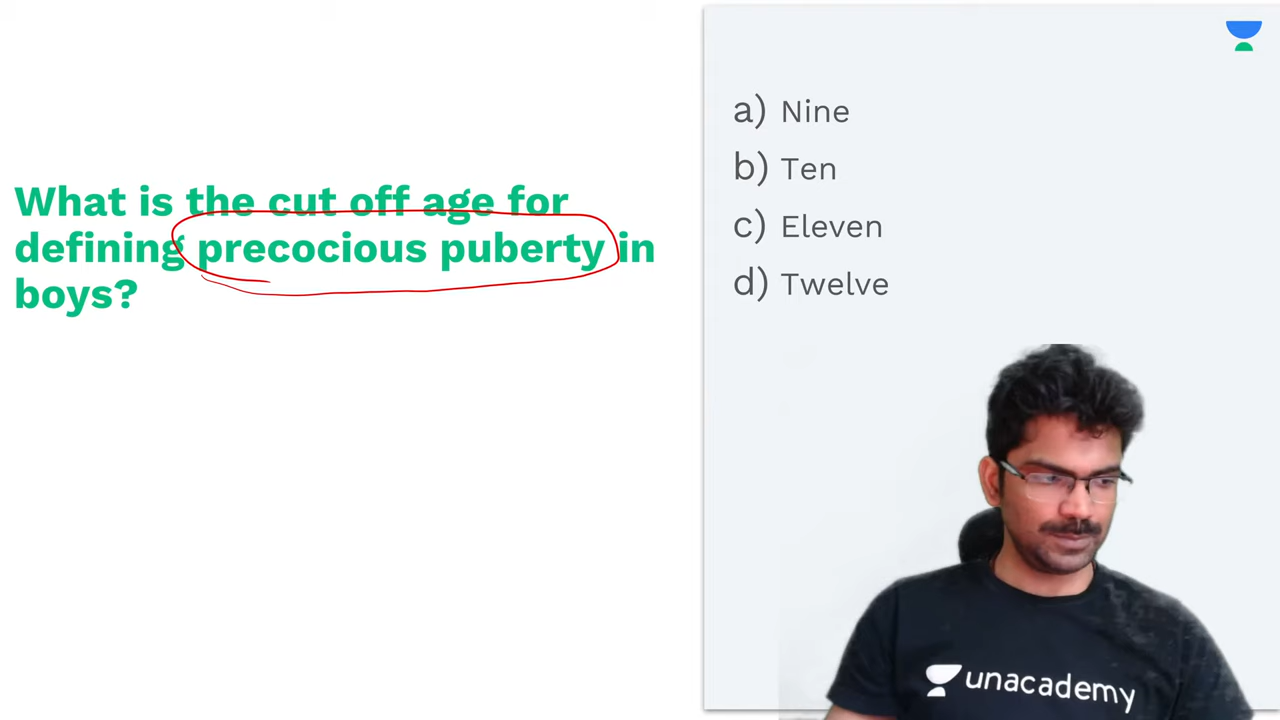 What is the cut off age for
defining precocious puberty in
boys?
a) Nine
b) Ten
c) Eleven
d) Twelve
unacademy